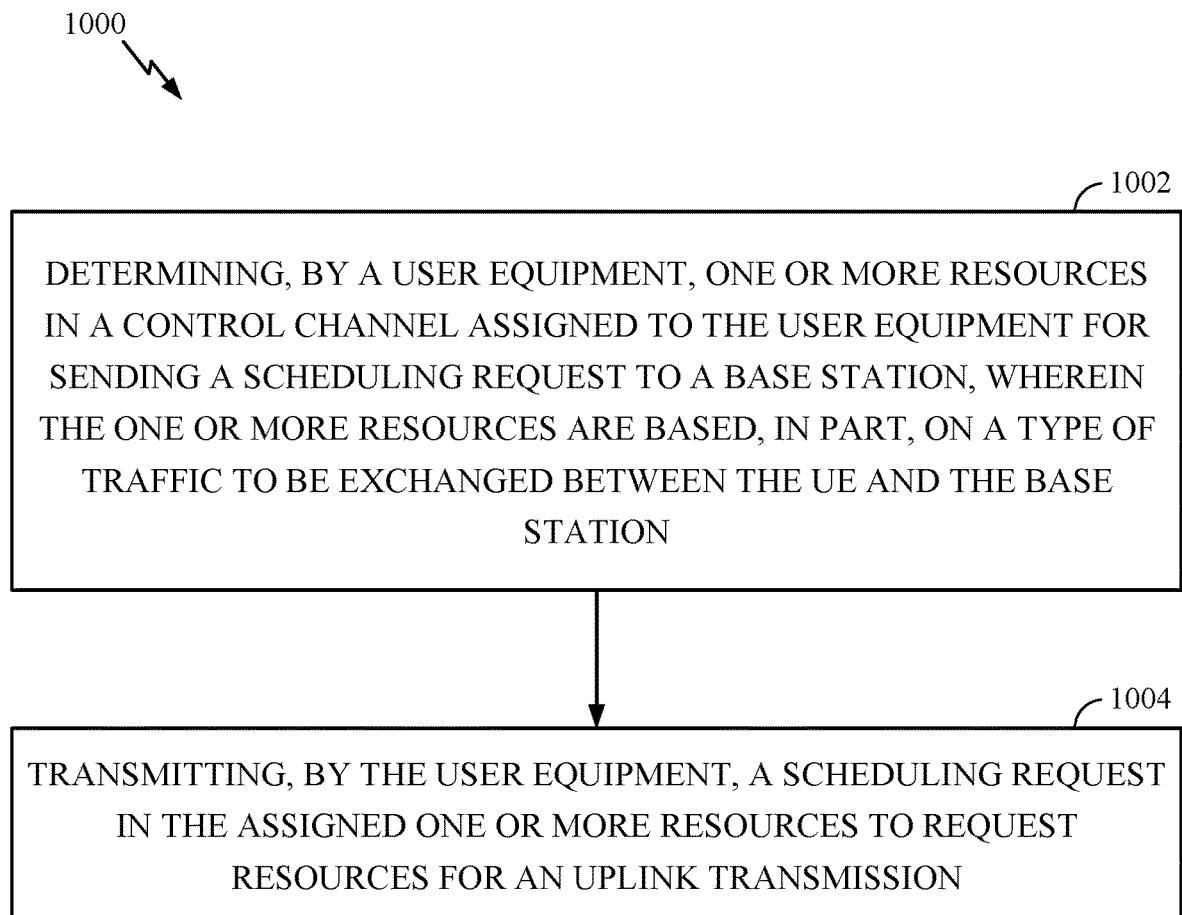 1000
1002
DETERMINING, BY A USER EQUIPMENT, ONE OR MORE RESOURCES
IN A CONTROL CHANNEL ASSIGNED TO THE USER EQUIPMENT FOR
SENDING A SCHEDULING REQUEST TO A BASE STATION, WHEREIN
THE ONE OR MORE RESOURCES ARE BASED, IN PART, ON A TYPE OF
TRAFFIC TO BE EXCHANGED BETWEEN THE UE AND THE BASE
STATION
1004
TRANSMITTING, BY THE USER EQUIPMENT, A SCHEDULING REQUEST
IN THE ASSIGNED ONE OR MORE RESOURCES TO REQUEST
RESOURCES FOR AN UPLINK TRANSMISSION